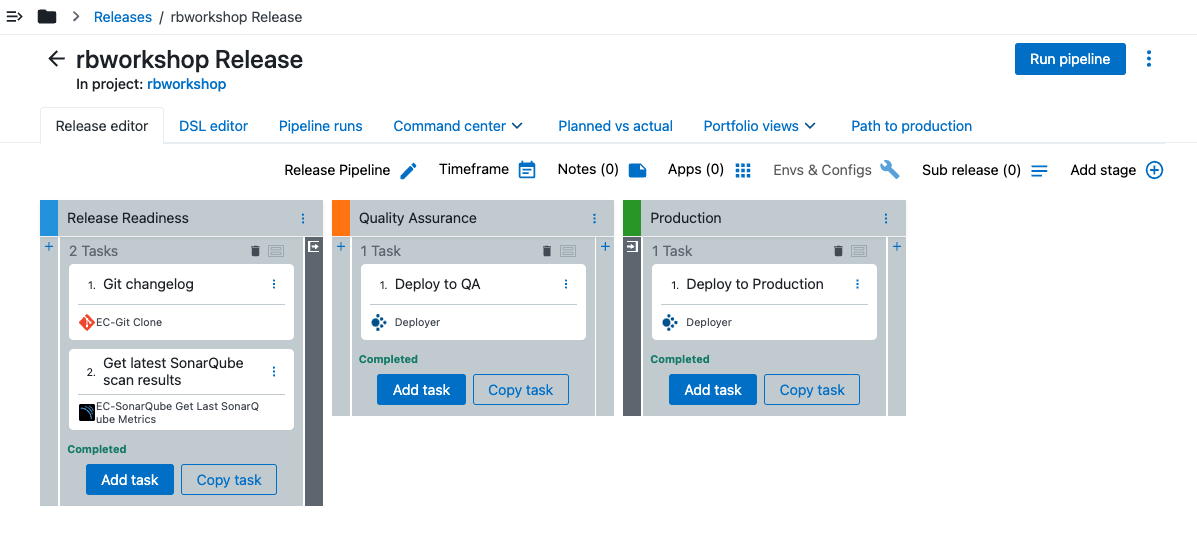 Releases / rbworkshop Release
rbworkshop Release
Run pipeline
In project: rbworkshop
Release editor DSL editor Pipeline runs Command center Planned vs actual Portfolio views Path to production
Release Pipeline Timeframe Notes (0) Apps (0) Envs & Configs Sub release (0) Add stage
Release Readiness
2 Tasks
1. Git changelog
EC-Git Clone
2. Get latest SonarQube
scan results
EC-SonarQube Get Last SonarQ
ube Metrics
Completed
Add task Copy task
Quality Assurance
1 Task
1. Deploy to QA
Deployer
Completed
Add task Copy task
Production
1 Task
1. Deploy to Production
Deployer
Completed
Add task Copy task